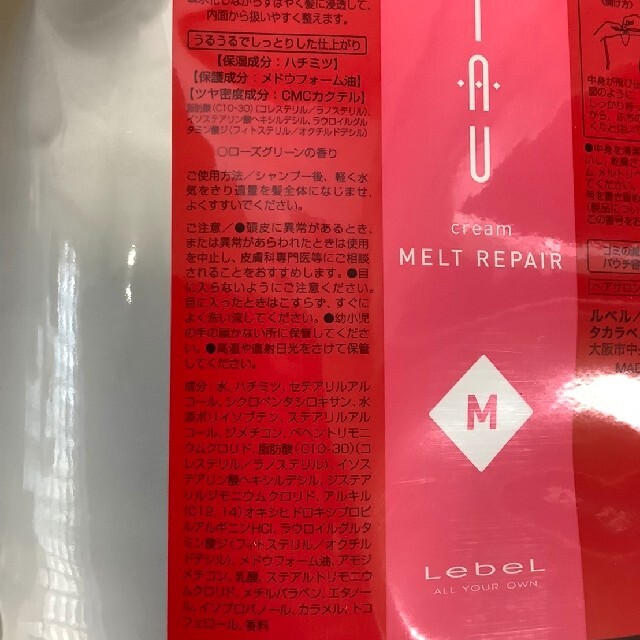 吸水化しながらすばやく髪に浸透して、
内面から扱いやすく整えます。
うるうるでしっとりした仕上がり
【保湿成分：ハチミツ】
【保護成分：メドウフォーム油】
【ツヤ密度成分：CMCカクテル】
脂肪酸(C10-30)(コレステリル/ラノステリル)、
イソステアリン酸ヘキシルデシル、ラウロイルグル
タミン酸ジ(フィトステリル/オクチルドデシル)
○ローズグリーンの香り
ご使用方法/シャンプー後、軽く水
気をきり適量を髪全体になじませ、
よくすすいでください。
ご注意/●頭皮に異常があるとき、
または異常があらわれたときは使用
を中止し、皮膚科専門医等にご相談
されることをおすすめします。●目
に入らないようにご注意ください。
目に入ったときはこすらず、すぐに
よく洗い流してください。●幼小児
の手の届かない所に保管してくださ
い。●高温や直射日光をさけて保管
してください。
成分 水、ハチミツ、セテアリルアル
コール、シクロペンタシロキサン、水
添ポリイソブテン、ステアリルアル
コール、ジメチコン、ベヘントリモニ
ウムクロリド、脂肪酸(C10-30)(コ
レステリル/ラノステリル)、イソス
テアリン酸ヘキシルデシル、ジステア
リルジモニウムクロリド、アルキル
(C12,14)オキシヒドロキシプロピ
ルアルギニンHCl、ラウロイルグルタ
ミン酸ジ(フィトステリル/オクチル
ドデシル)、メドウフォーム油、アモジ
メチコン、乳酸、ステアルトリモニウ
ムクロリド、メチルパラベン、エタノー
ル、イソプロパノール、カラメル、トコ
フェロール、香料
IAU
cream
MELT REPAIR
M
LebeL
ALL YOUR OWN.
ルベル/
タカラベ
大阪市中
MAD